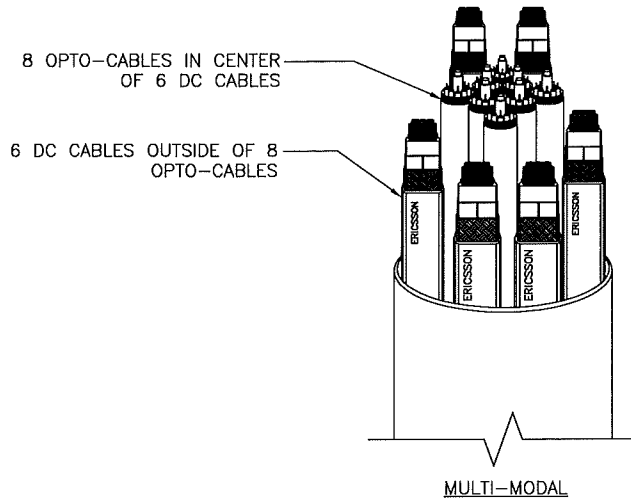 8 OPTO-CABLES IN CENTER
OF 6 DC CABLES
6 DC CABLES OUTSIDE OF 8
OPTO-CABLES
ERICSSON
ERICSSON
ERICSSON
ERICSSON
MULTI-MODAL